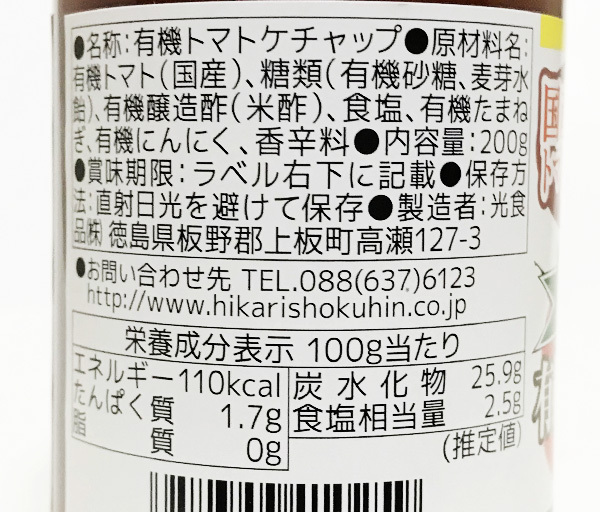 ●名称:有機トマトケチャップ●原材料名:
有機トマト(国産)、糖類(有機砂糖、麦芽水
飴)、有機醸造酢(米酢)、食塩、有機たまね
ぎ、有機にんにく、香辛料●内容量:200g
●賞味期限:ラベル右下に記載●保存方
法:直射日光を避けて保存●製造者:光食
品㈱ 徳島県板野郡上板町高瀬127-3
●お問い合わせ先 TEL.088(637)6123
http://www.hikarishokuhin.co.jp
栄養成分表示 100g当たり
エネルギー 110kcal
たんぱく質 1.7g
脂質 0g
炭水化物 25.9g
食塩相当量 2.5g
(推定値)